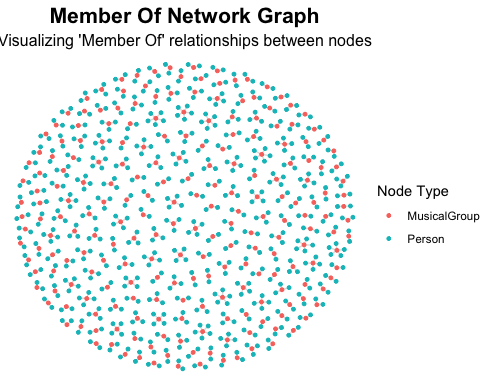 Member Of Network Graph
Visualizing 'Member Of' relationships between nodes
Node Type
MusicalGroup
Person